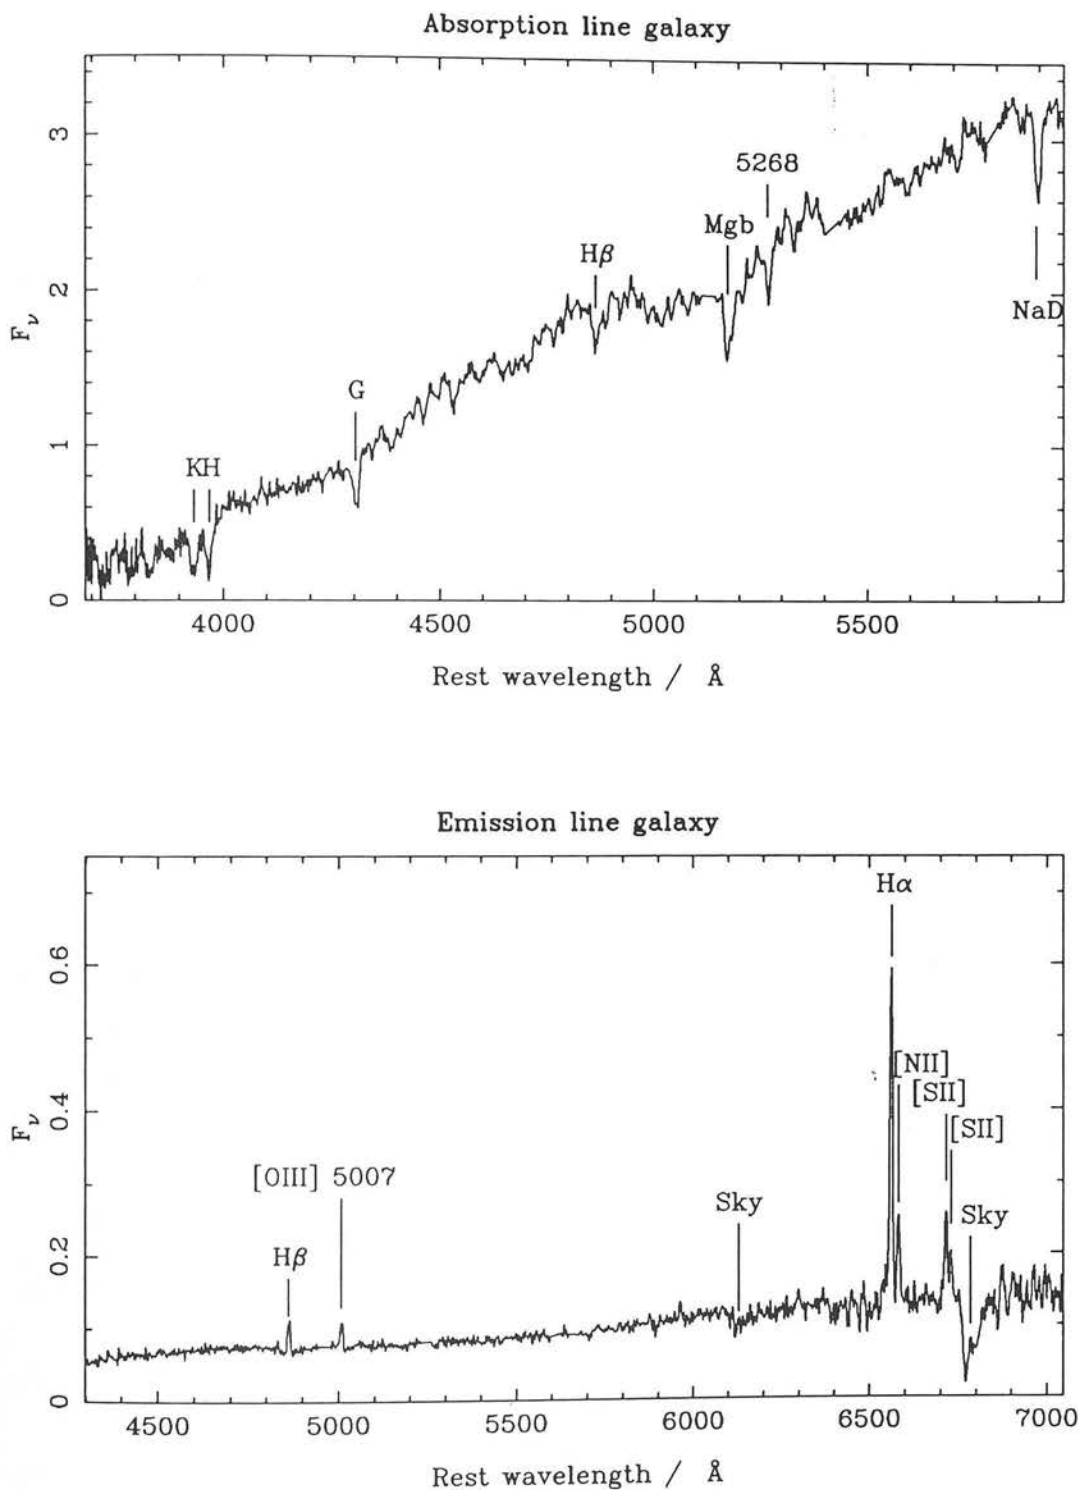 Absorption line galaxy
3
2
1
0
F_ν
KH
G
Hβ
Mgb
5268
NaD
4000 4500 5000 5500
Rest wavelength / Å
Emission line galaxy
0.6
0.4
0.2
0
F_ν
Hβ
[OIII] 5007
Sky
Hα
[NII]
[SII]
[SII]
Sky
4500 5000 5500 6000 6500 7000
Rest wavelength / Å